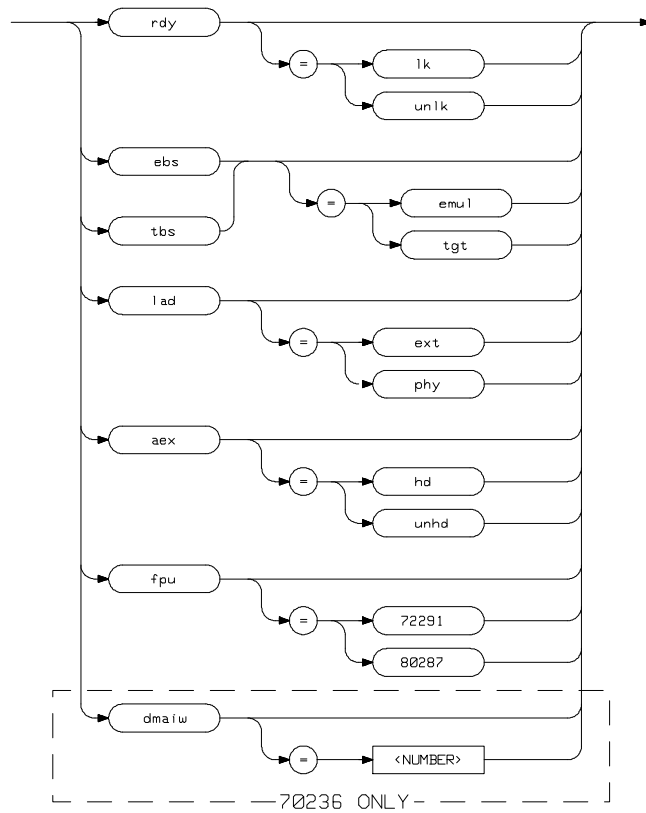 rdy
= lk
unlk
ebs
= emul
tbs
tgt
lad
= ext
phy
aex
= hd
unhd
fpu
= 72291
80287
dmaiw
= <NUMBER>
70236 ONLY